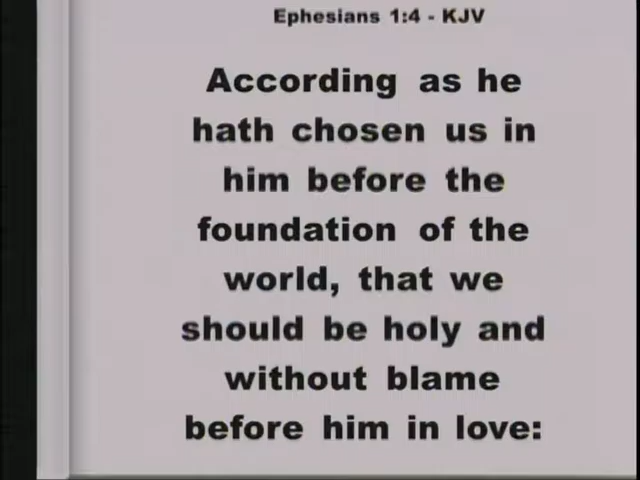 Ephesians 1:4 - KJV
According as he
hath chosen us in
him before the
foundation of the
world, that we
should be holy and
without blame
before him in love: